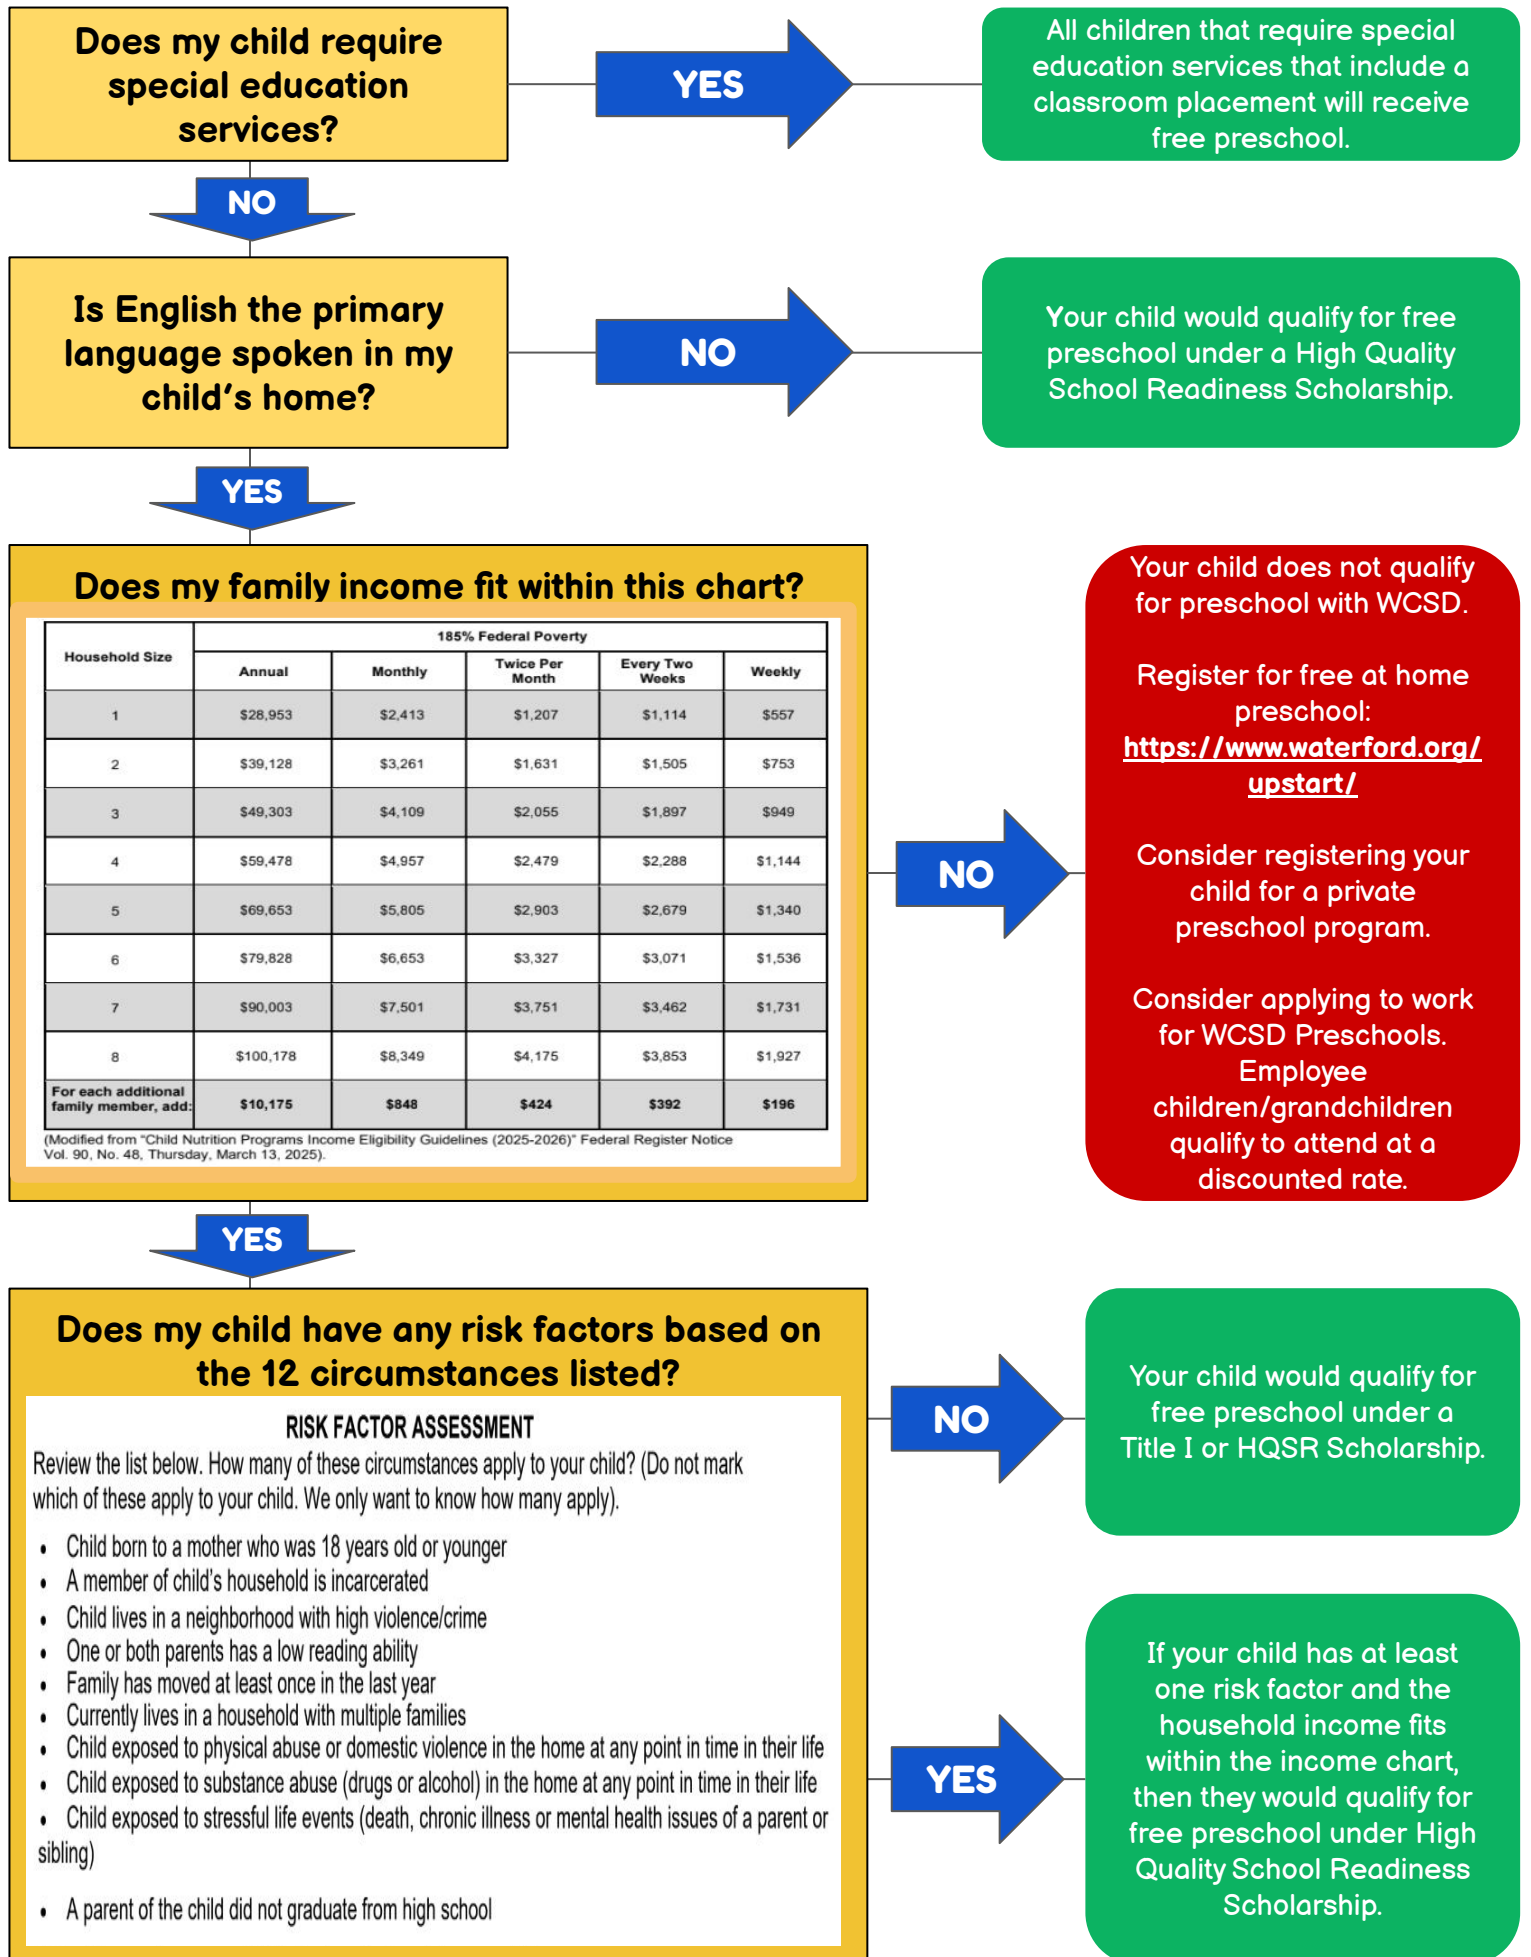 Does my child require
special education
services?
YES
All children that require special
education services that include a
classroom placement will receive
free preschool.
NO
Is English the primary
language spoken in my
child's home?
NO
Your child would qualify for free
preschool under a High Quality
School Readiness Scholarship.
YES
Does my family income fit within this chart?
Household Size
185% Federal Poverty
Annual Monthly Twice Per Month Every Two Weeks Weekly
1 $28,953 $2,413 $1,207 $1,114 $557
2 $39,128 $3,261 $1,631 $1,505 $753
3 $49,303 $4,109 $2,055 $1,897 $949
4 $59,478 $4,957 $2,479 $2,288 $1,144
5 $69,653 $5,805 $2,903 $2,679 $1,340
6 $79,828 $6,653 $3,327 $3,071 $1,536
7 $90,003 $7,501 $3,751 $3,462 $1,731
8 $100,178 $8,349 $4,175 $3,853 $1,927
For each additional
family member, add: $10,175 $848 $424 $392 $196
(Modified from "Child Nutrition Programs Income Eligibility Guidelines (2025-2026)" Federal Register Notice
Vol. 90, No. 48, Thursday, March 13, 2025).
NO
Your child does not qualify
for preschool with WCSD.
Register for free at home
preschool:
https://www.waterford.org/
upstart/
Consider registering your
child for a private
preschool program.
Consider applying to work
for WCSD Preschools.
Employee
children/grandchildren
qualify to attend at a
discounted rate.
YES
Does my child have any risk factors based on
the 12 circumstances listed?
RISK FACTOR ASSESSMENT
Review the list below. How many of these circumstances apply to your child? (Do not mark
which of these apply to your child. We only want to know how many apply).
• Child born to a mother who was 18 years old or younger
• A member of child's household is incarcerated
• Child lives in a neighborhood with high violence/crime
• One or both parents has a low reading ability
• Family has moved at least once in the last year
• Currently lives in a household with multiple families
• Child exposed to physical abuse or domestic violence in the home at any point in time in their life
• Child exposed to substance abuse (drugs or alcohol) in the home at any point in time in their life
• Child exposed to stressful life events (death, chronic illness or mental health issues of a parent or
sibling)
• A parent of the child did not graduate from high school
NO
Your child would qualify for
free preschool under a
Title I or HQSR Scholarship.
YES
If your child has at least
one risk factor and the
household income fits
within the income chart,
then they would qualify for
free preschool under High
Quality School Readiness
Scholarship.